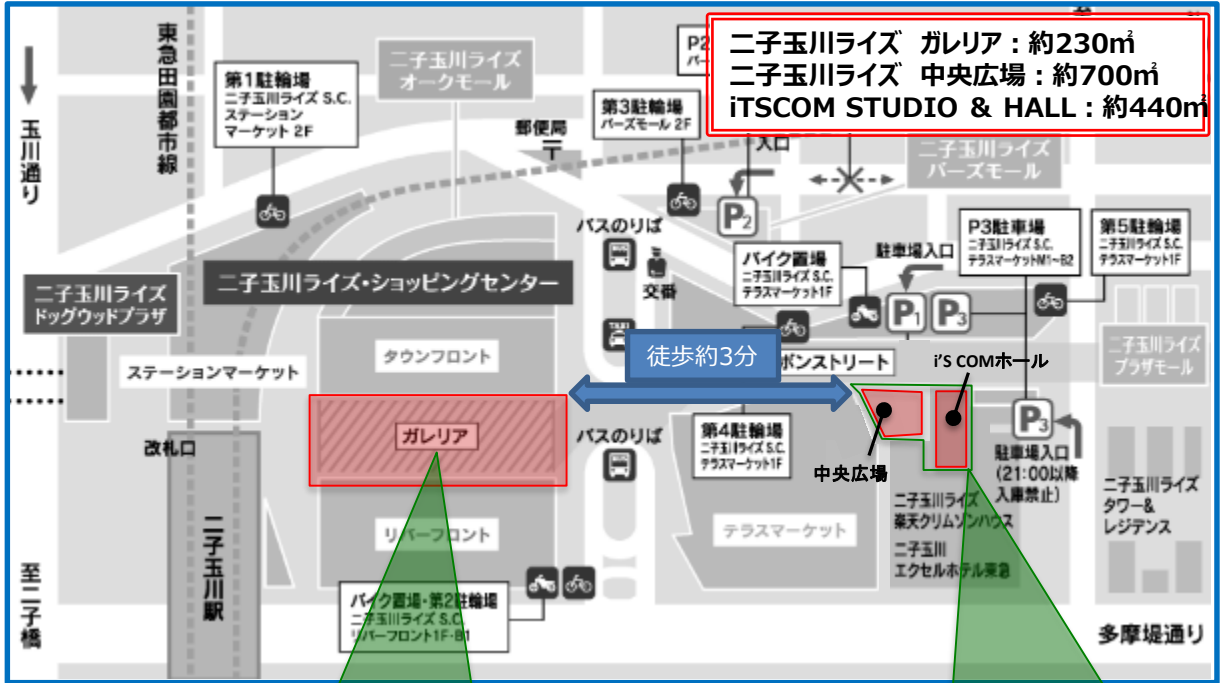 二子玉川ライズ ガレリア：約230㎡
二子玉川ライズ 中央広場：約700㎡
iTSCOM STUDIO & HALL：約440㎡
玉川通り
東急田園都市線
第1駐輪場
二子玉川ライズ S.C.
ステーション
マーケット 2F
二子玉川ライズ
オークモール
郵便局
第3駐輪場
バーズモール 2F
P2
入口
二子玉川ライズ
バーズモール
P2
バスのりば
交番
バイク置場
二子玉川ライズ S.C.
テラスマーケット1F
駐車場入口
P1
P3
P3駐車場
二子玉川ライズ S.C.
テラスマーケットM1~B2
第5駐輪場
二子玉川ライズ S.C.
テラスマーケット1F
二子玉川ライズ
ドッグウッドプラザ
二子玉川ライズ・ショッピングセンター
TAXI
徒歩約3分
ボンストリート
i'S COMホール
二子玉川ライズ
プラザモール
ステーションマーケット
タウンフロント
改札口
ガレリア
バスのりば
第4駐輪場
二子玉川ライズ S.C.
テラスマーケット1F
中央広場
P3
駐車場入口
(21:00以降
入庫禁止)
二子玉川ライズ
楽天クリムゾンハウス
二子玉川
エクセルホテル東急
二子玉川ライズ
タワー&
レジデンス
リバーフロント
テラスマーケット
二子玉川駅
至二子橋
バイク置場・第2駐輪場
二子玉川ライズ S.C.
リバーフロント1F・B1
多摩堤通り